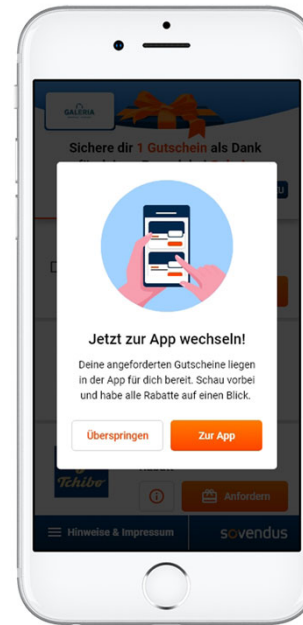 GALERIA
Sichere dir 1 Gutschein als Dank
Jetzt zur App wechseln!
Deine angeforderten Gutscheine liegen
in der App für dich bereit. Schau vorbei
und habe alle Rabatte auf einen Blick.
Überspringen
Zur App
Tchibo
Anfordern
Hinweise & Impressum
sovendus